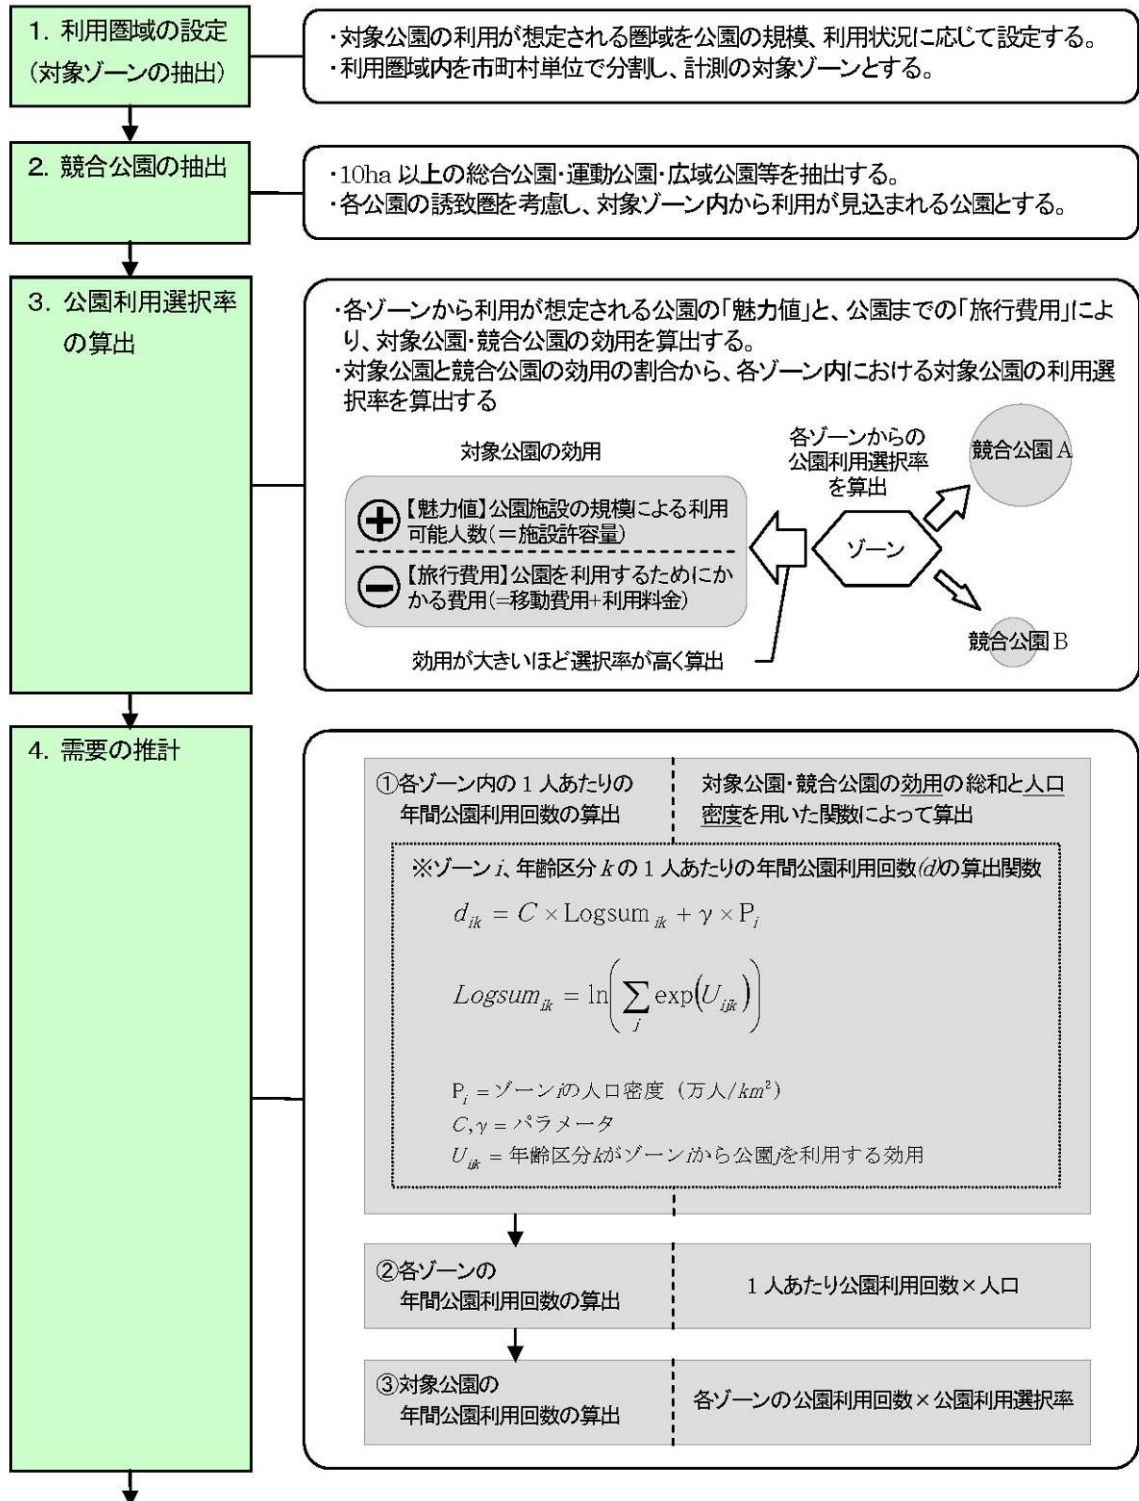 1. 利用圏域の設定
(対象ゾーンの抽出)
・対象公園の利用が想定される圏域を公園の規模、利用状況に応じて設定する。
・利用圏域内を市町村単位で分割し、計測の対象ゾーンとする。
2. 競合公園の抽出
・10ha 以上の総合公園・運動公園・広域公園等を抽出する。
・各公園の誘致圏を考慮し、対象ゾーン内から利用が見込まれる公園とする。
3. 公園利用選択率
の算出
・各ゾーンから利用が想定される公園の「魅力値」と、公園までの「旅行費用」によ
り、対象公園・競合公園の効用を算出する。
・対象公園と競合公園の効用の割合から、各ゾーン内における対象公園の利用選
択率を算出する
対象公園の効用
+
【魅力値】公園施設の規模による利用
可能人数(=施設許容量)
−
【旅行費用】公園を利用するためにか
かる費用(=移動費用+利用料金)
効用が大きいほど選択率が高く算出
各ゾーンからの
公園利用選択率
を算出
ゾーン
競合公園 A
競合公園 B
4. 需要の推計
①各ゾーン内の 1 人あたりの
年間公園利用回数の算出
対象公園・競合公園の効用の総和と人口
密度を用いた関数によって算出
※ゾーン i、年齢区分 k の 1 人あたりの年間公園利用回数(d)の算出関数
d_{ik} = C × Logsum_{ik} + γ × P_i
Logsum_{ik} = ln(∑_j exp(U_{ijk}))
P_i =ゾーンiの人口密度 (万人/km²)
C,γ = パラメータ
U_{ijk} = 年齢区分kがゾーンiから公園jを利用する効用
②各ゾーンの
年間公園利用回数の算出
1 人あたり公園利用回数×人口
③対象公園の
年間公園利用回数の算出
各ゾーンの公園利用回数×公園利用選択率